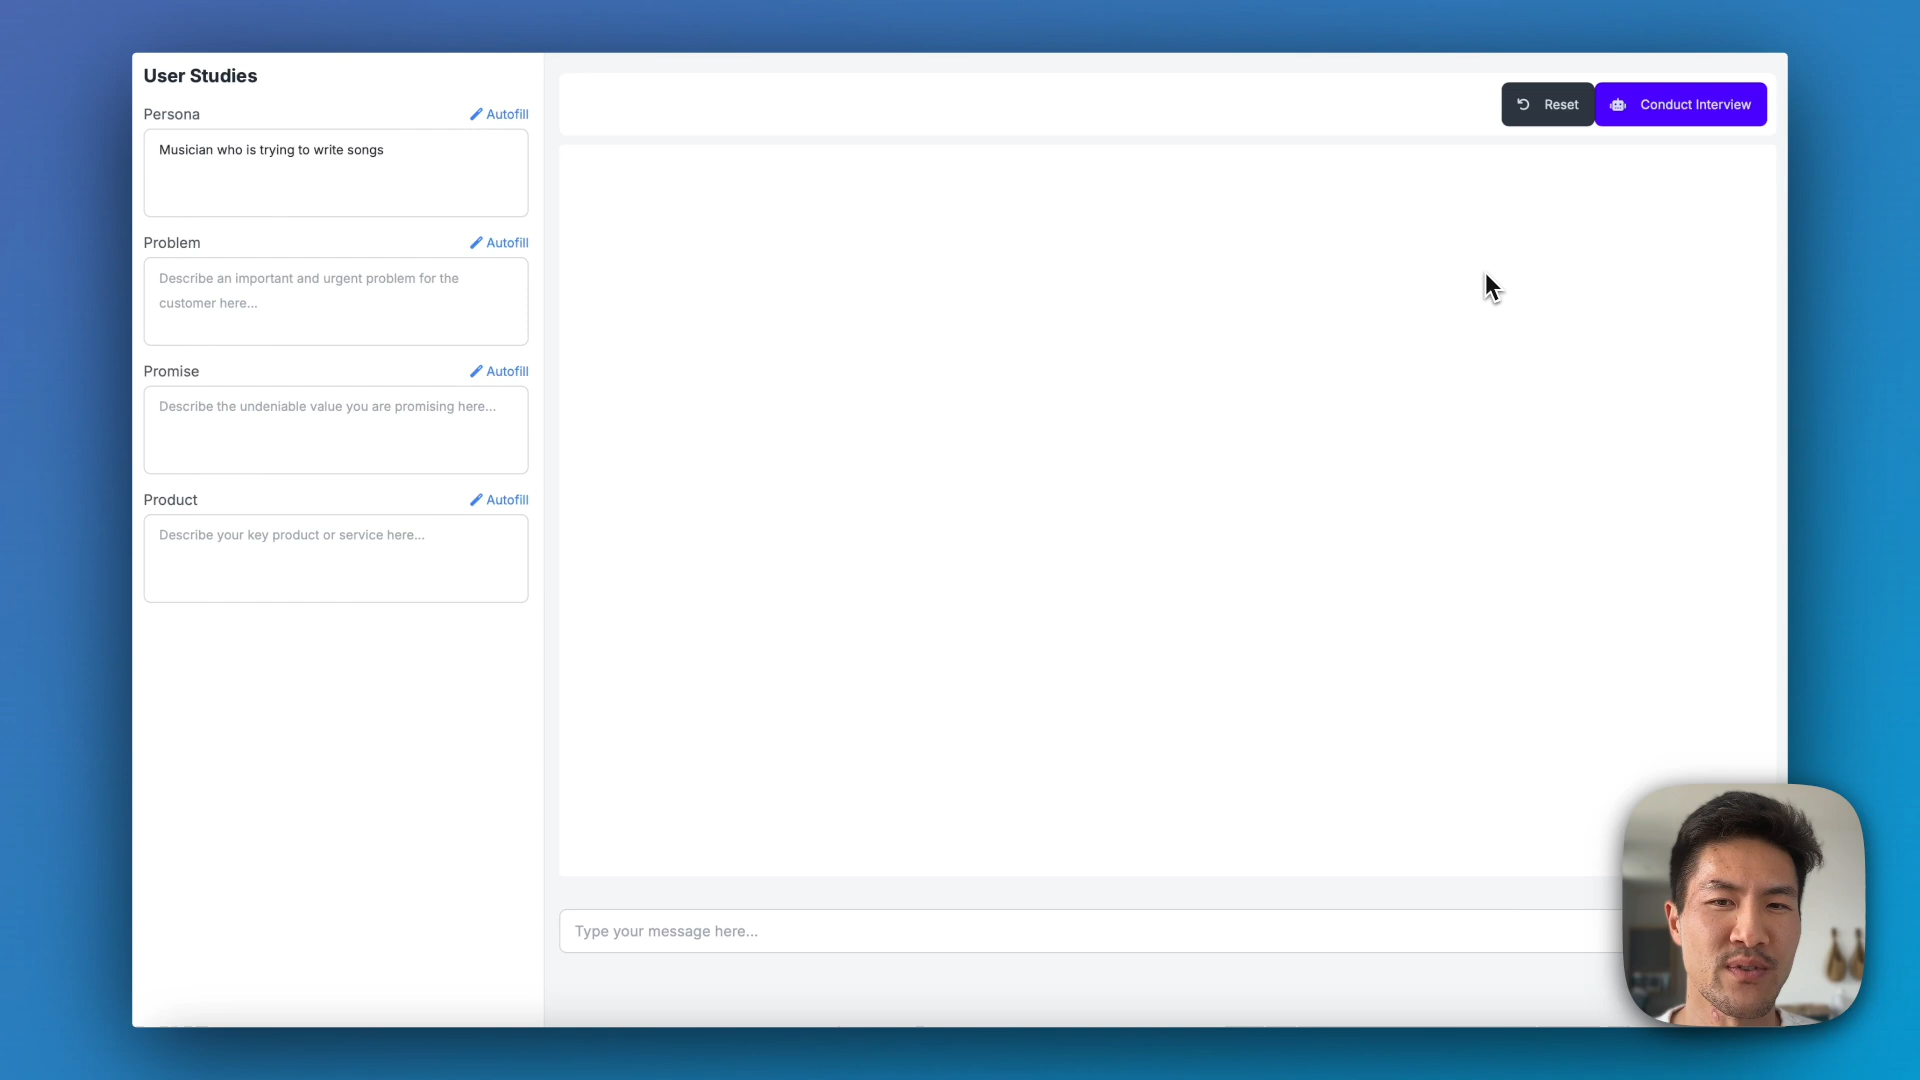 User Studies
Persona
Autofill
Musician who is trying to write songs
Problem
Autofill
Describe an important and urgent problem for the
customer here...
Promise
Autofill
Describe the undeniable value you are promising here...
Product
Autofill
Describe your key product or service here...
Reset
Conduct Interview
Type your message here...